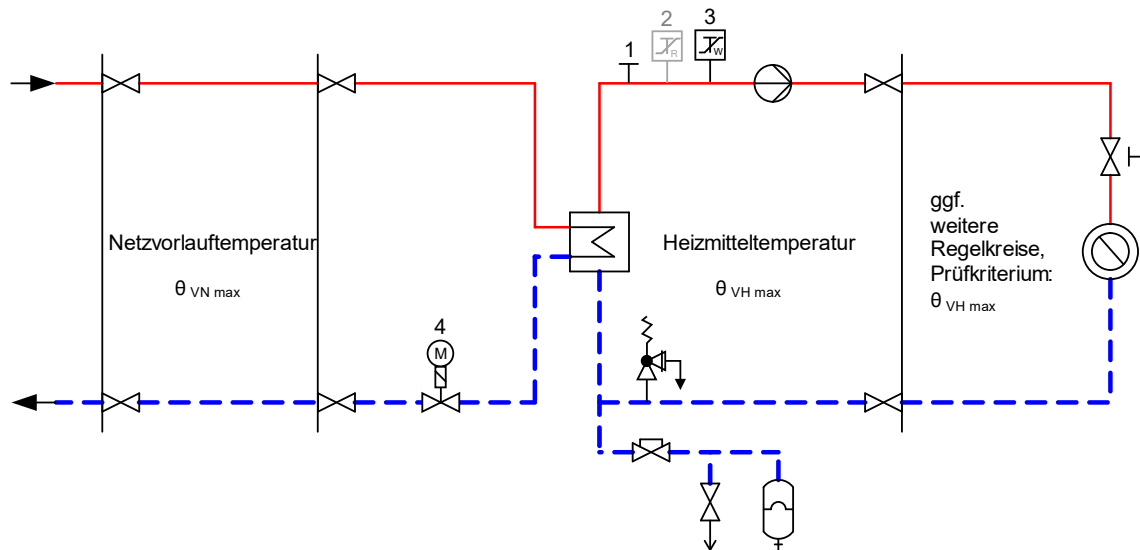 2
3
1
R
W
ggf.
weitere
Regelkreise,
Prüfkriterium:
θ VH max
Netzvorlauftemperatur
θ VN max
Heizmitteltemperatur
θ VH max
4
M